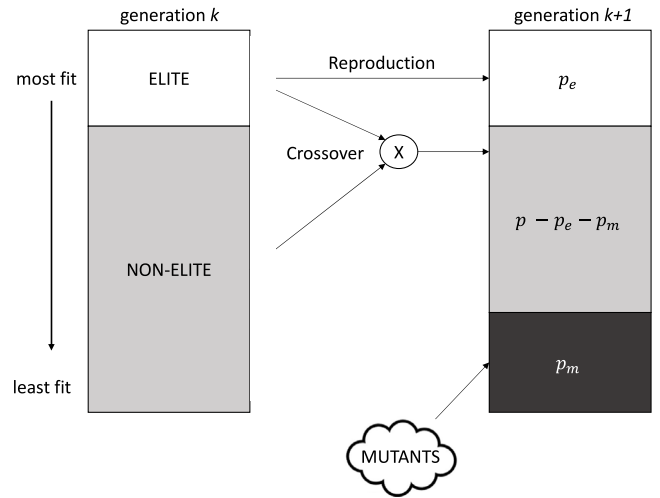 generation k
generation k+1
most fit
ELITE
Reproduction
p_e
Crossover
X
p − p_e − p_m
NON-ELITE
least fit
p_m
MUTANTS